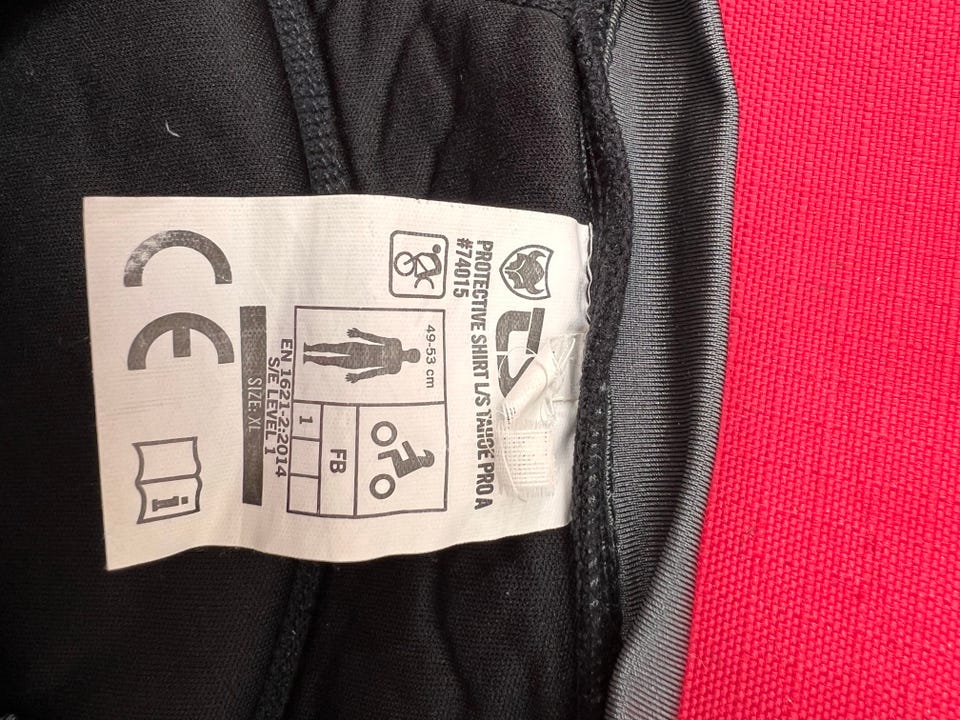 PROTECTIVE SHIRT L/S TAHOE PRO A
#74015
49-53 cm
FB
1
EN 1621-2:2014
S/E LEVEL 1
SIZE: XL
CE
i